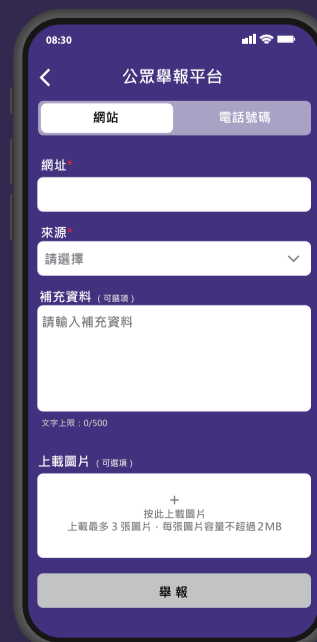 08:30
公眾舉報平台
網站
電話號碼
網址*
來源*
請選擇
補充資料 (可選項)
請輸入補充資料
文字上限:0/500
上載圖片 (可選項)
+
按此上載圖片
上載最多3張圖片,每張圖片容量不超過2MB
舉報